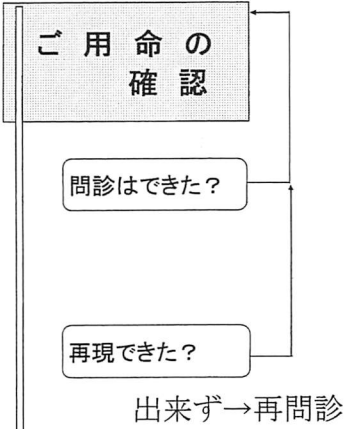 ご用命の
確認
問診はできた？
再現できた？
出来ず→再問診